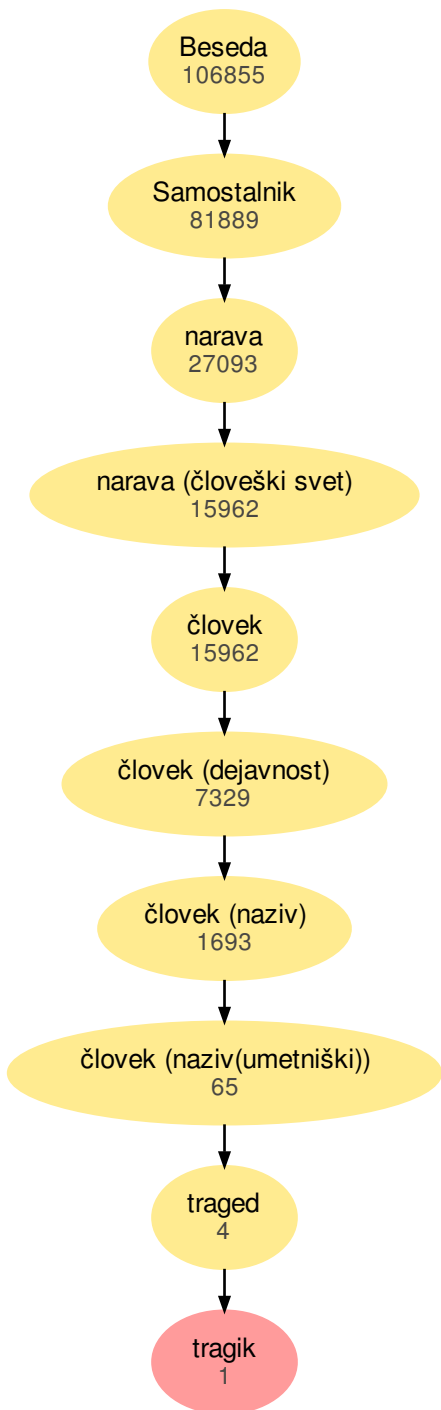 Beseda
106855
Samostalnik
81889
narava
27093
narava (človeški svet)
15962
človek
15962
človek (dejavnost)
7329
človek (naziv)
1693
človek (naziv(umetniški))
65
traged
4
tragik
1